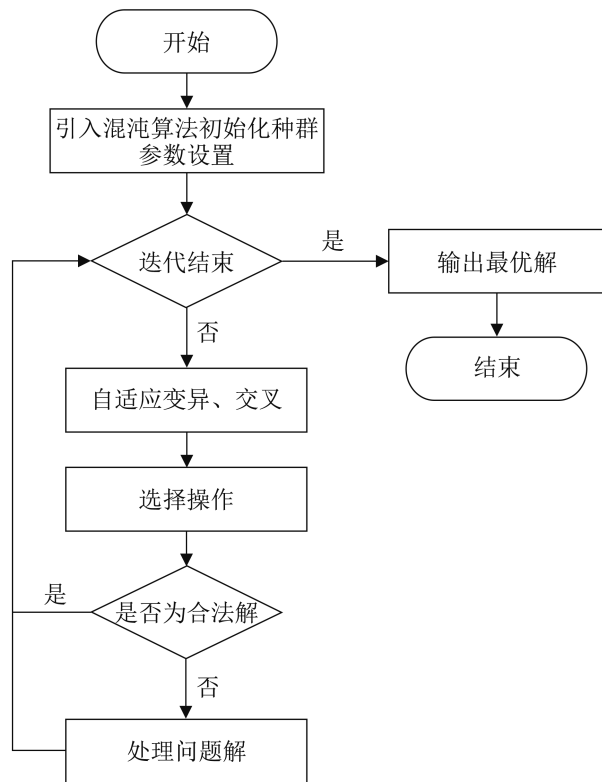 开始
引入混沌算法初始化种群
参数设置
迭代结束
是
输出最优解
否
结束
自适应变异、交叉
选择操作
是
是否为合法解
否
处理问题解